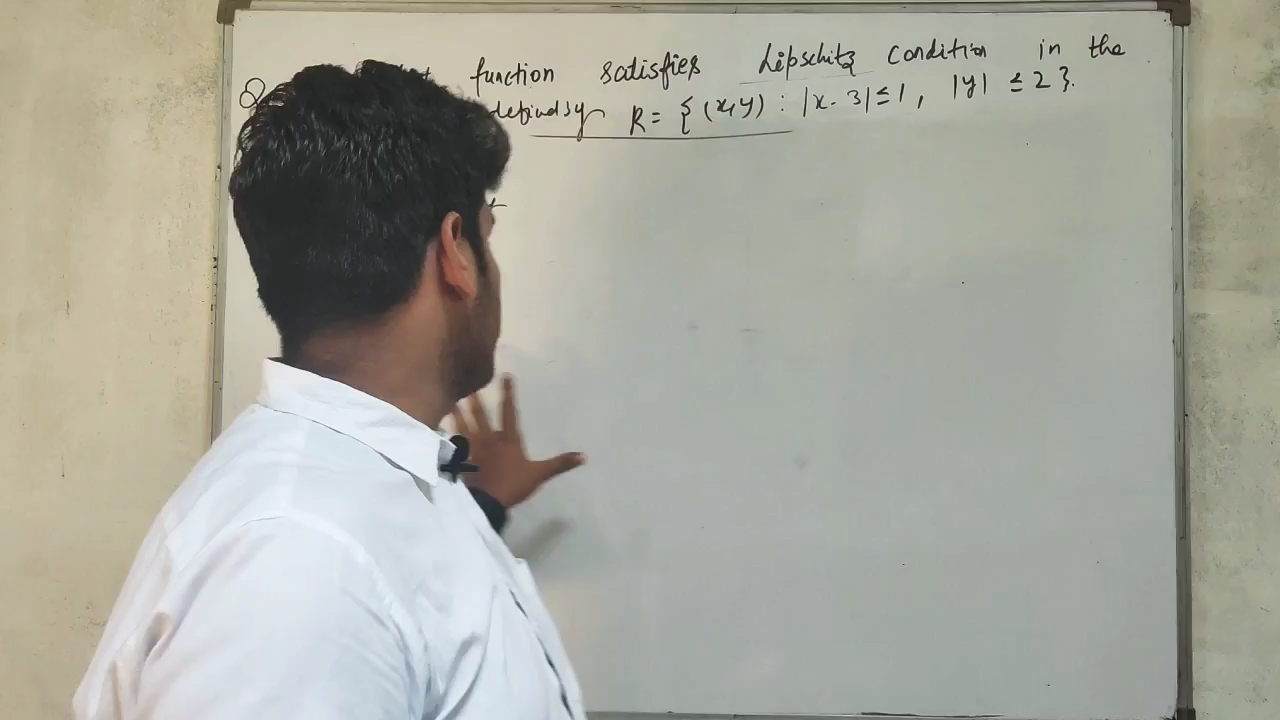 Q function satisfies Lipschitz condition in the
defined by R = { (x,y) : |x-3| ≤ 1, |y| ≤ 2 }.